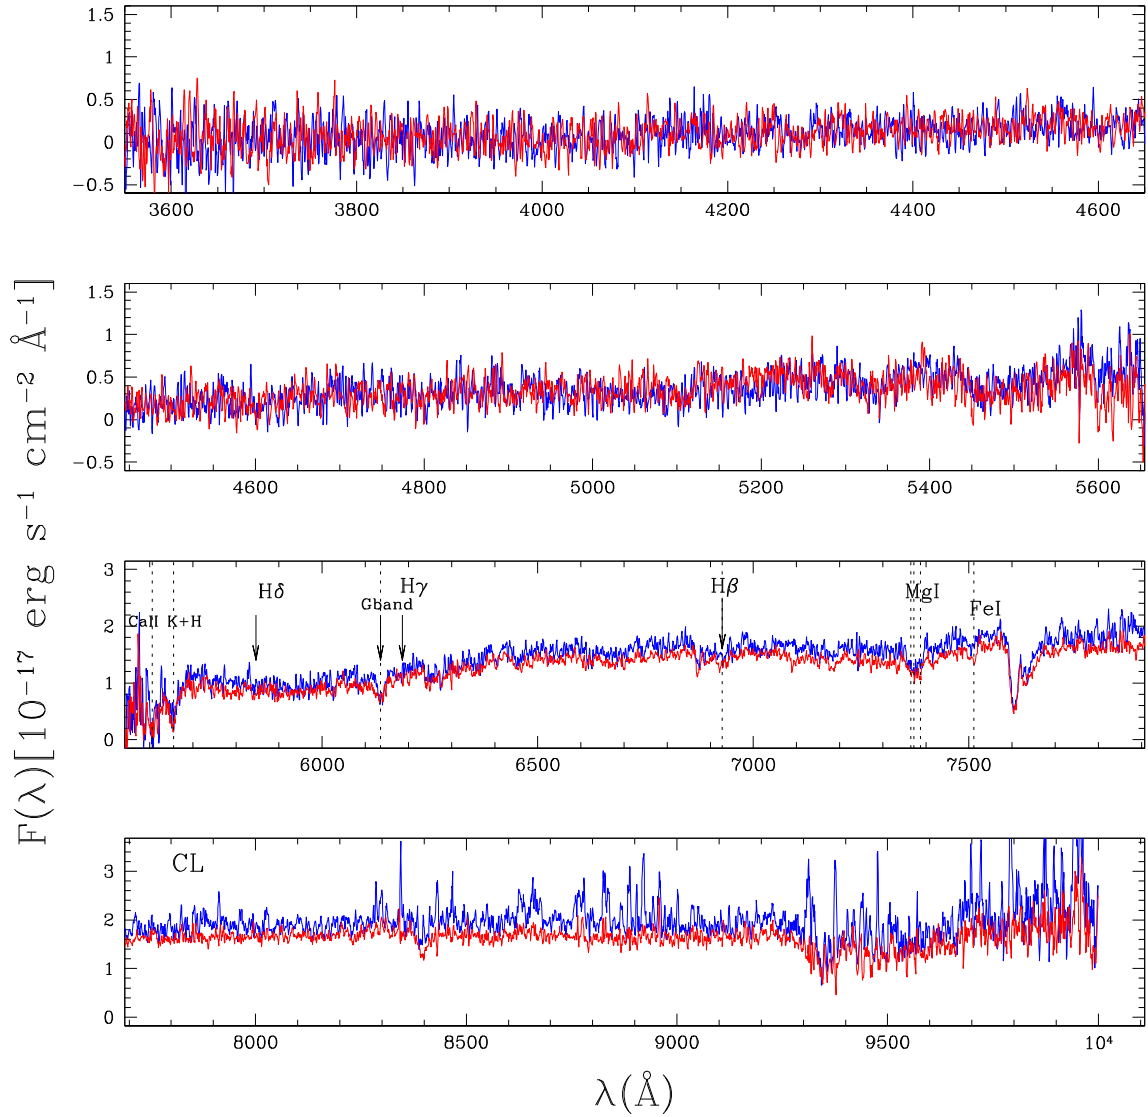 1.5
1
0.5
0
−0.5
3600 3800 4000 4200 4400 4600
1.5
1
0.5
0
−0.5
4600 4800 5000 5200 5400 5600
3
2
1
0
CaII K+H
Hδ
Gband
Hγ
Hβ
MgI
FeI
6000 6500 7000 7500
CL
3
2
1
0
8000 8500 9000 9500 10⁴
F(λ)[10⁻¹⁷ erg s⁻¹ cm⁻² Å⁻¹]
λ(Å)